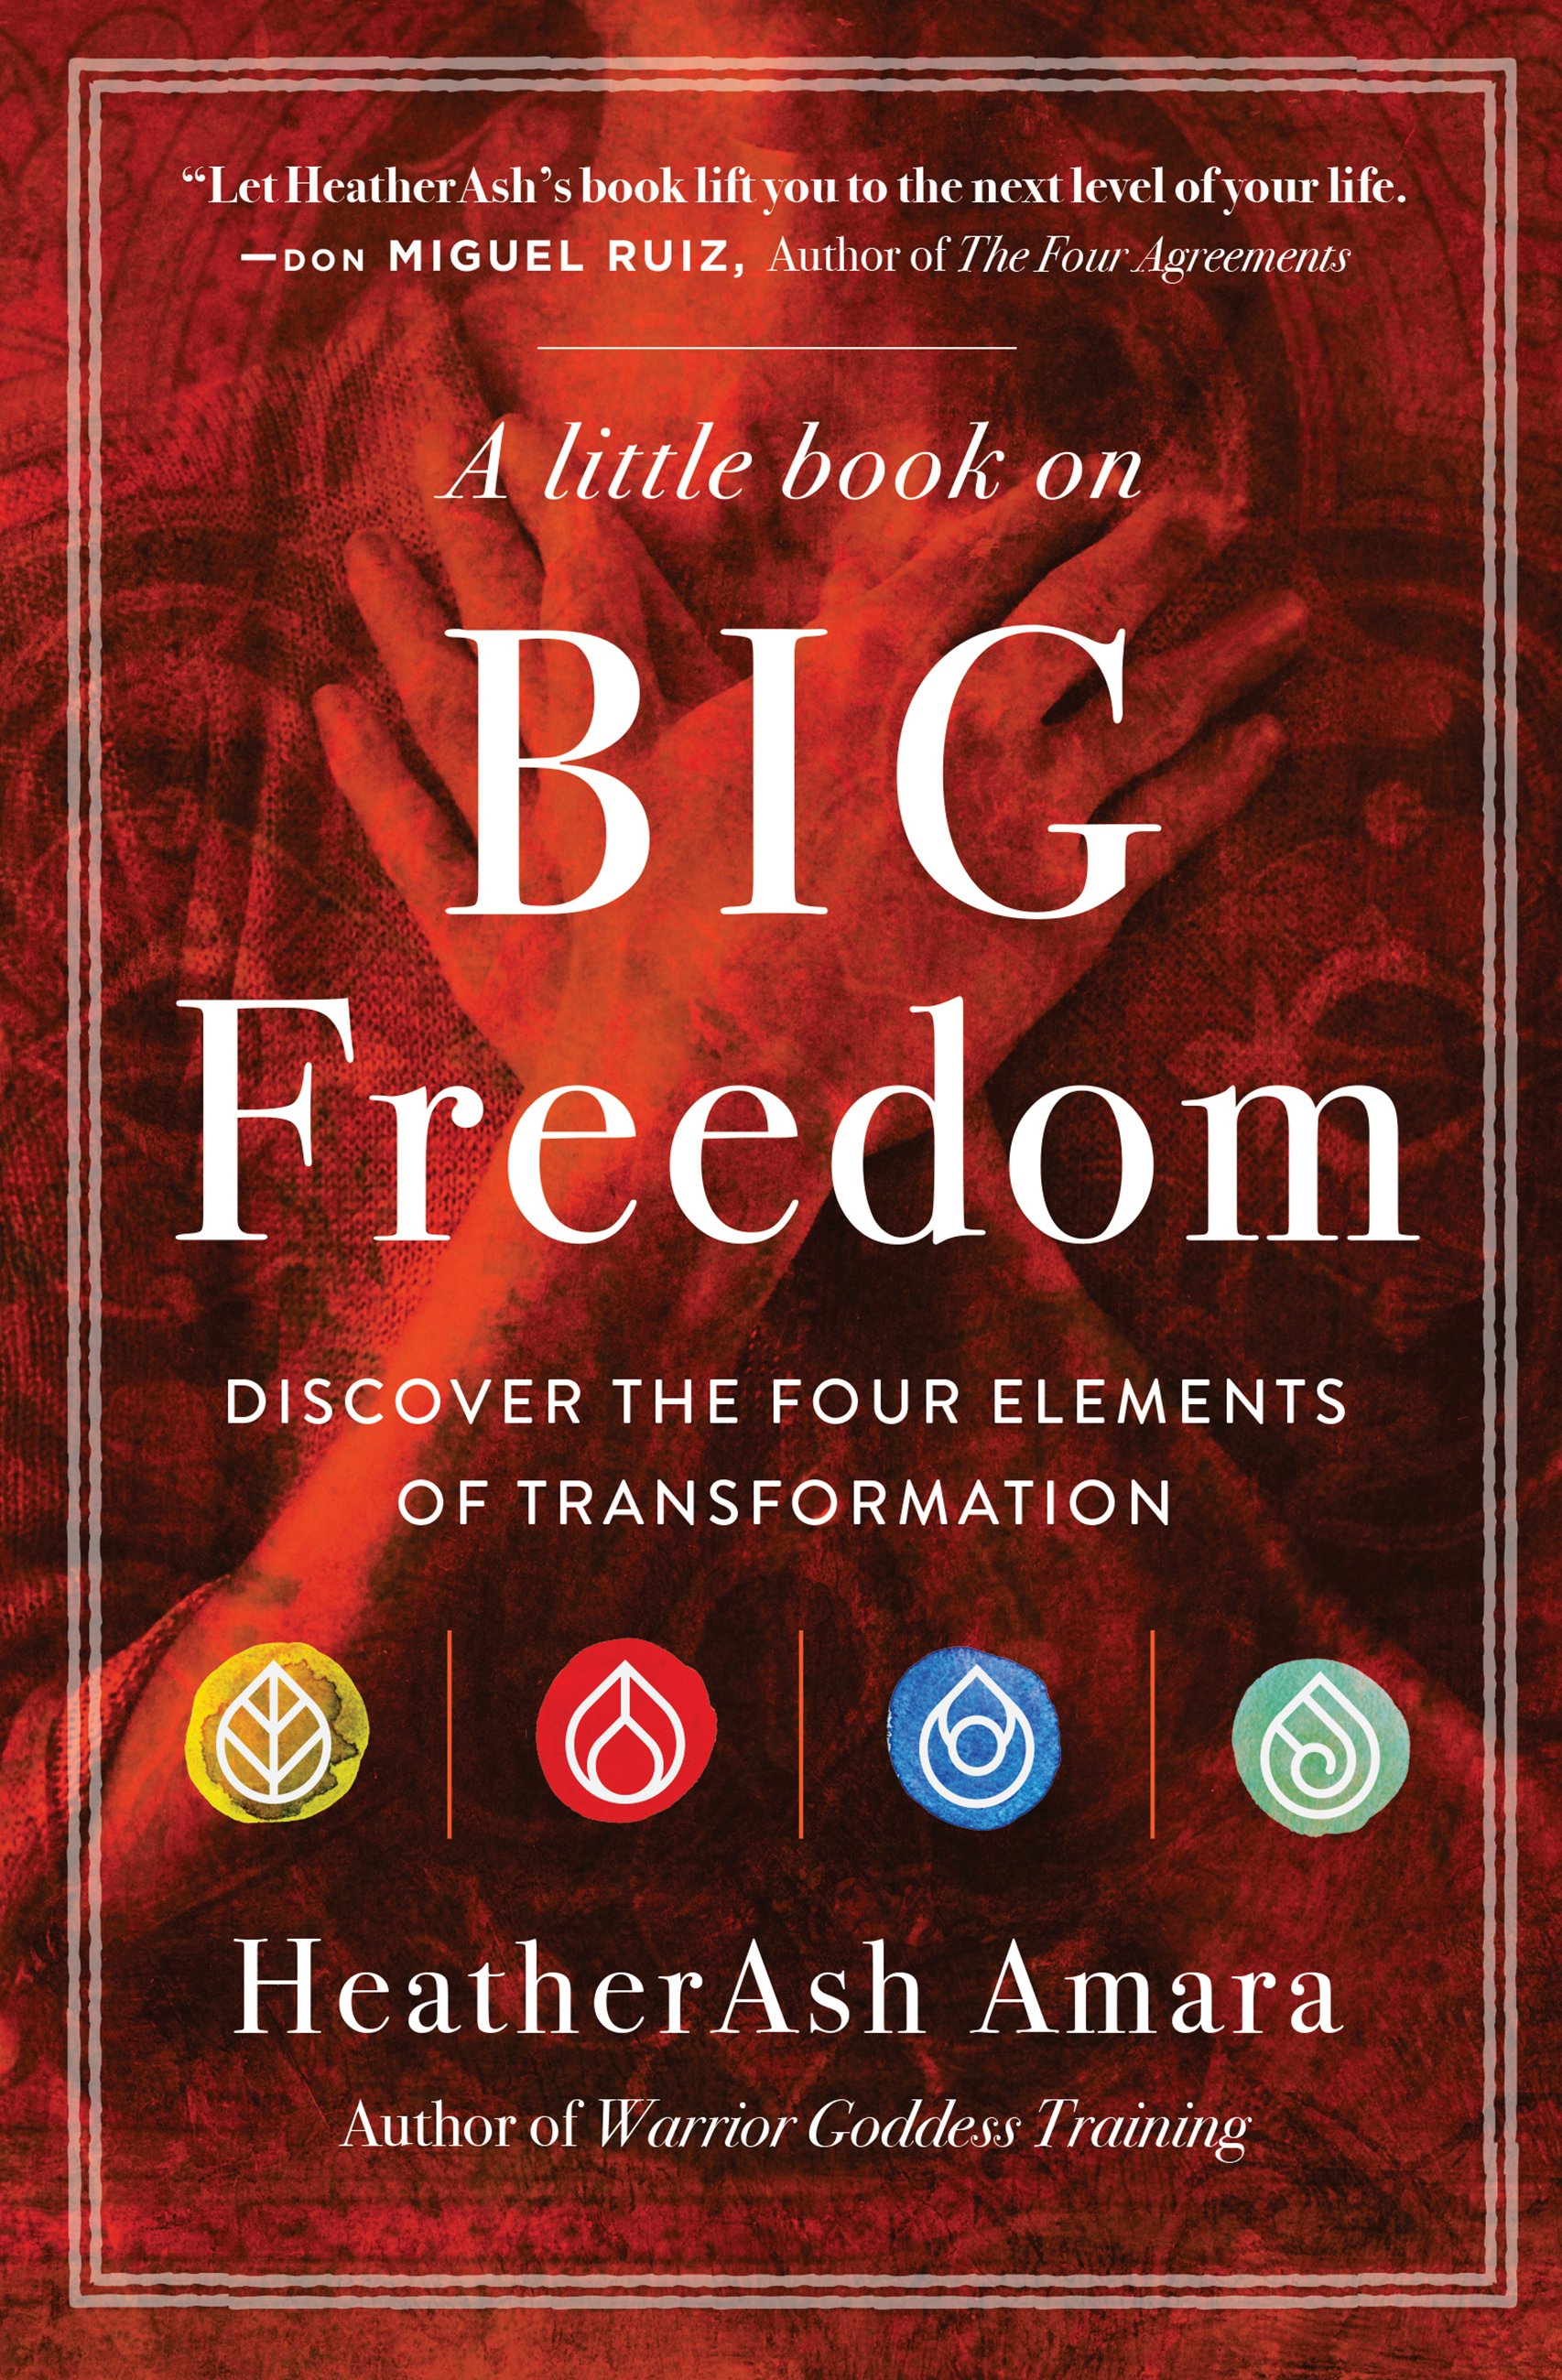 “Let HeatherAsh’s book lift you to the next level of your life.
—DON MIGUEL RUIZ, Author of The Four Agreements
A little book on
BIG
Freedom
DISCOVER THE FOUR ELEMENTS
OF TRANSFORMATION
HeatherAsh Amara
Author of Warrior Goddess Training